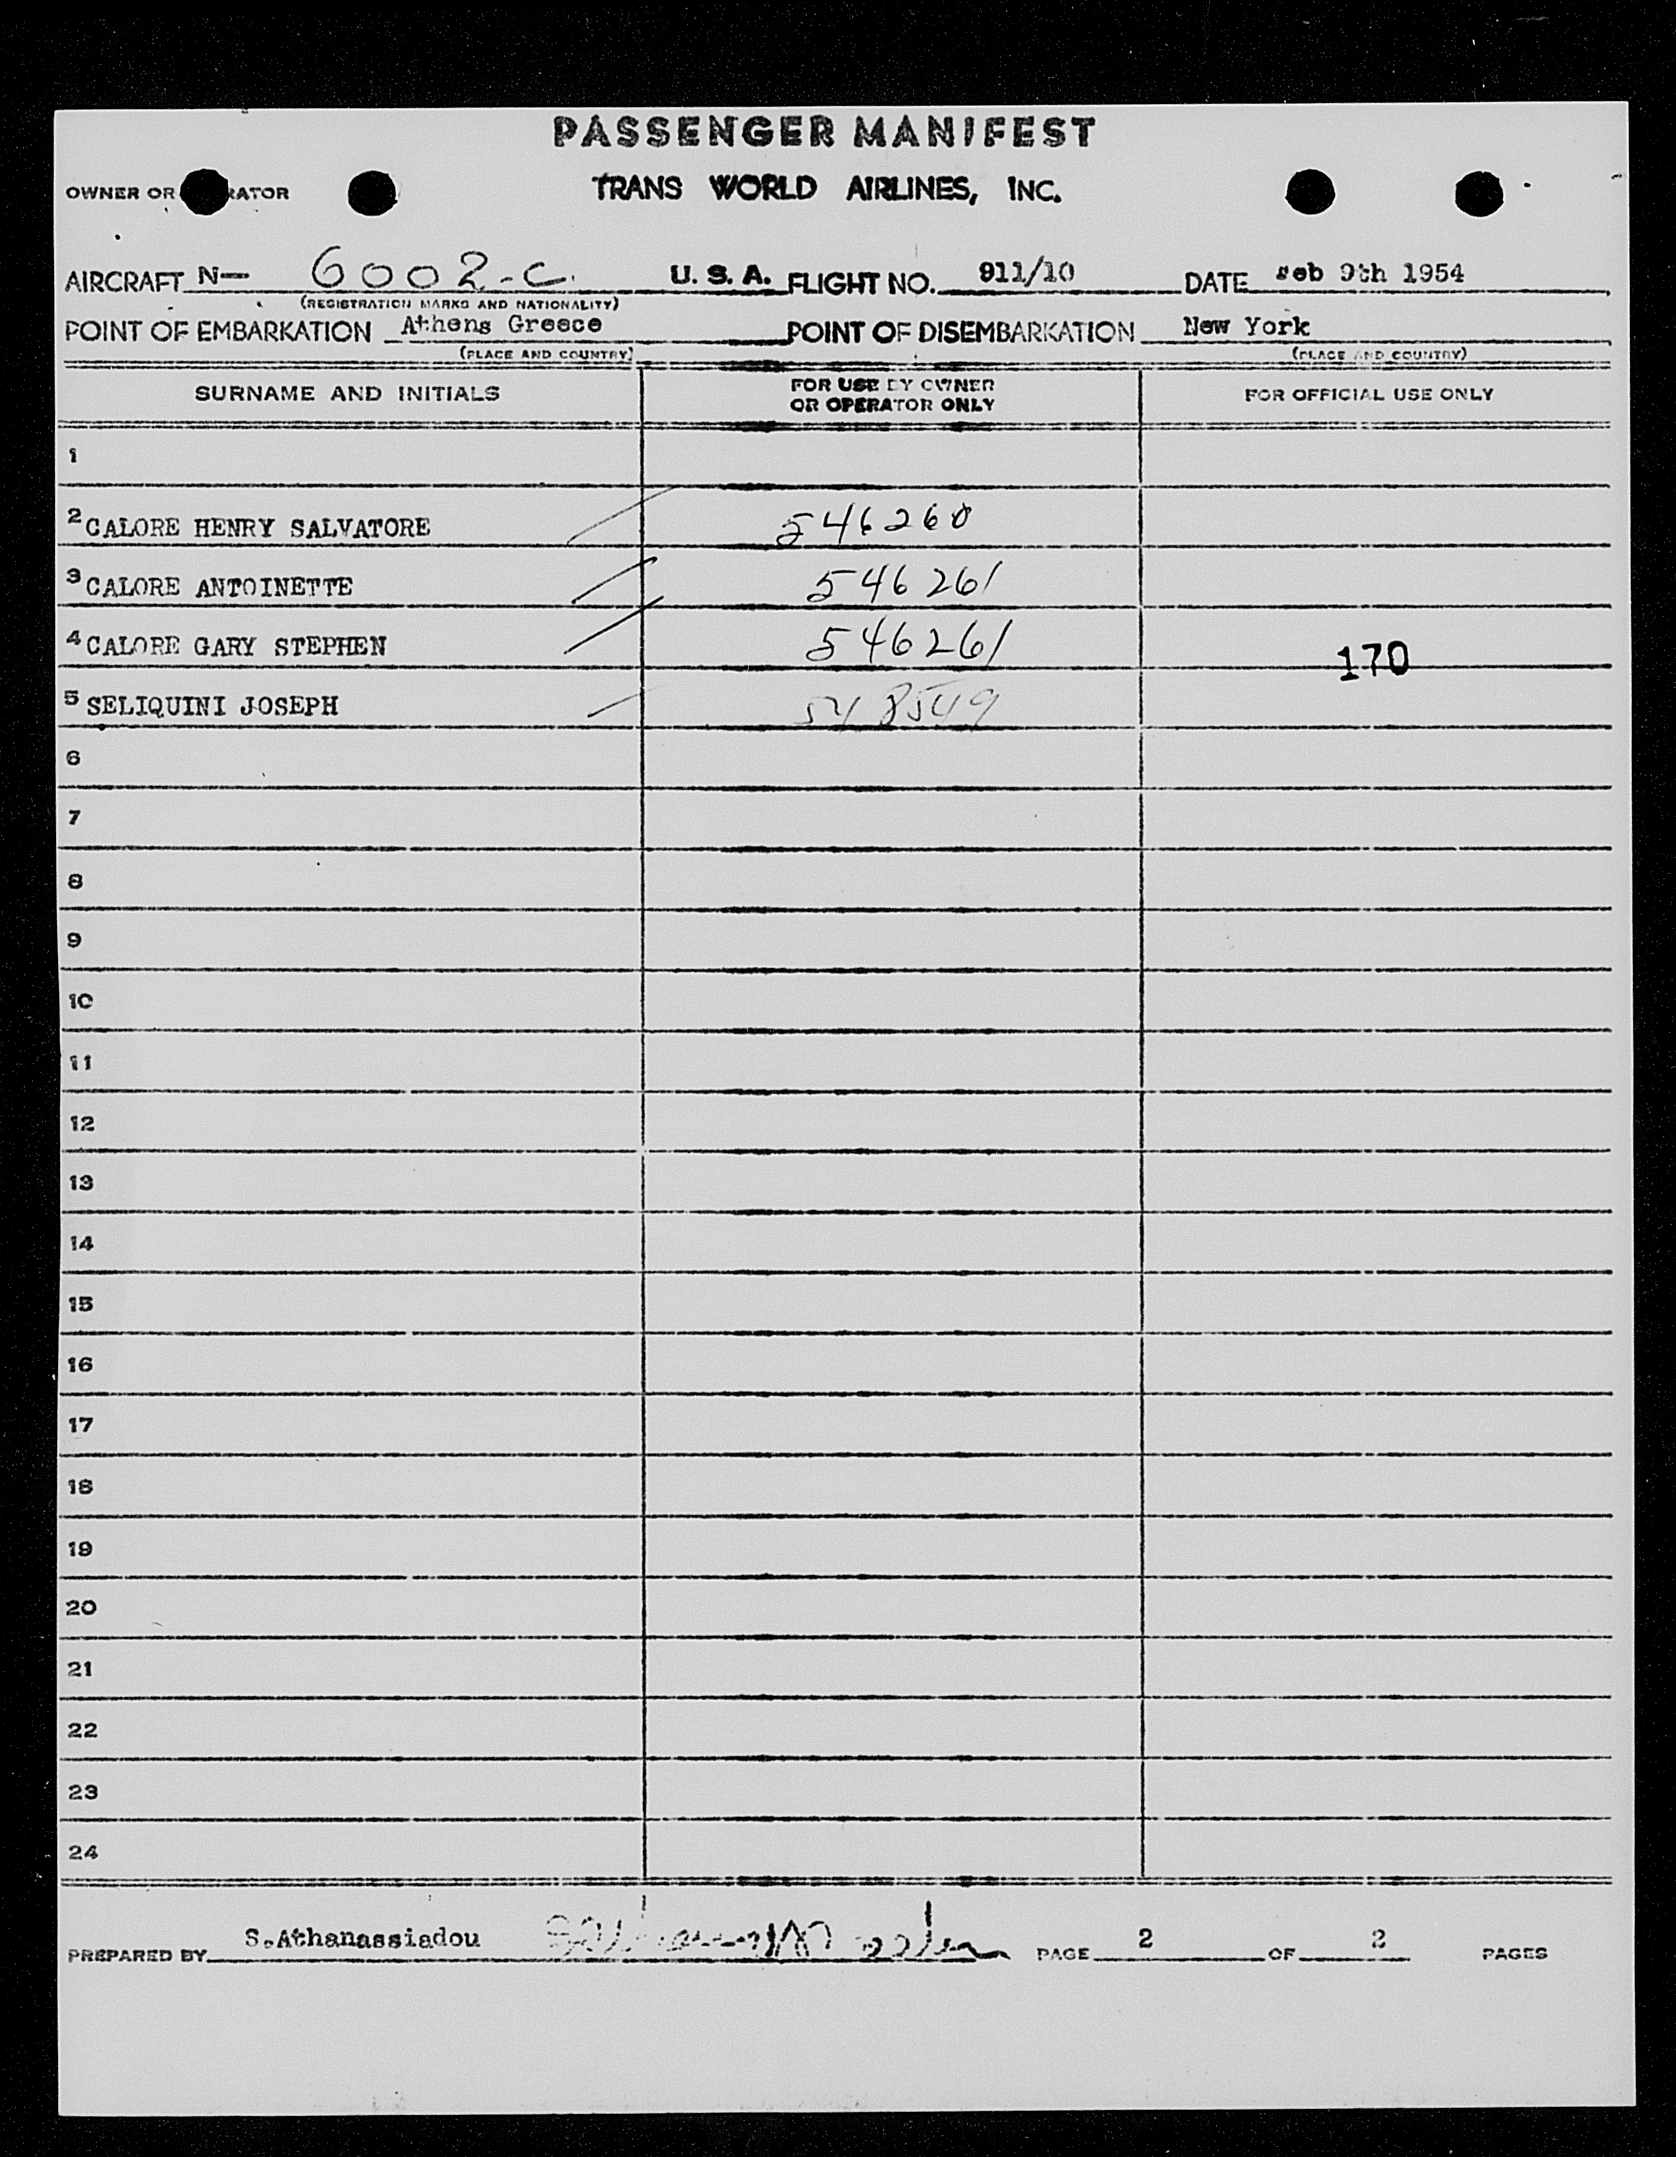 PASSENGER MANIFEST
OWNER OR RATOR TRANS WORLD AIRLINES, INC.
AIRCRAFT N— 6002-C. U. S. A. FLIGHT NO. 911/10 DATE Feb 9th 1954
(REGISTRATION MARKS AND NATIONALITY)
POINT OF EMBARKATION Athens Greece POINT OF DISEMBARKATION New York
(PLACE AND COUNTRY) (PLACE AND COUNTRY)
SURNAME AND INITIALS FOR USE BY OWNER OR OPERATOR ONLY FOR OFFICIAL USE ONLY
1
2 CALORE HENRY SALVATORE 546260
3 CALORE ANTOINETTE 546261
4 CALORE GARY STEPHEN 546261 170
5 SELIQUINI JOSEPH 548549
6
7
8
9
10
11
12
13
14
15
16
17
18
19
20
21
22
23
24
PREPARED BY S.Athanassiadou PAGE 2 OF 2 PAGES